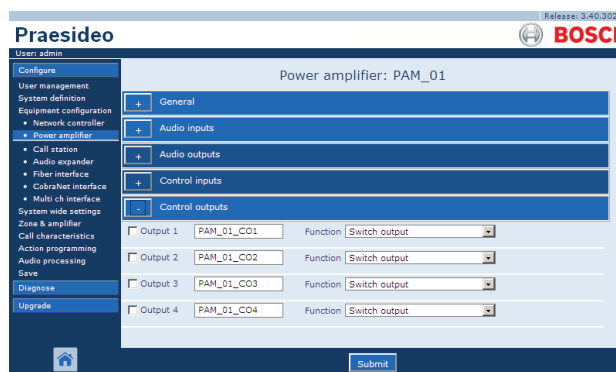 Release: 3.40.302
Praesideo
BOSCH
User: admin
Configure
User management
System definition
Equipment configuration
• Network controller
• Power amplifier
• Call station
• Audio expander
• Fiber interface
• CobraNet interface
• Multi ch interface
System wide settings
Zone & amplifier
Call characteristics
Action programming
Audio processing
Save
Diagnose
Upgrade
Power amplifier: PAM_01
+ General
+ Audio inputs
+ Audio outputs
+ Control inputs
- Control outputs
Output 1 PAM_01_CO1 Function Switch output
Output 2 PAM_01_CO2 Function Switch output
Output 3 PAM_01_CO3 Function Switch output
Output 4 PAM_01_CO4 Function Switch output
Submit